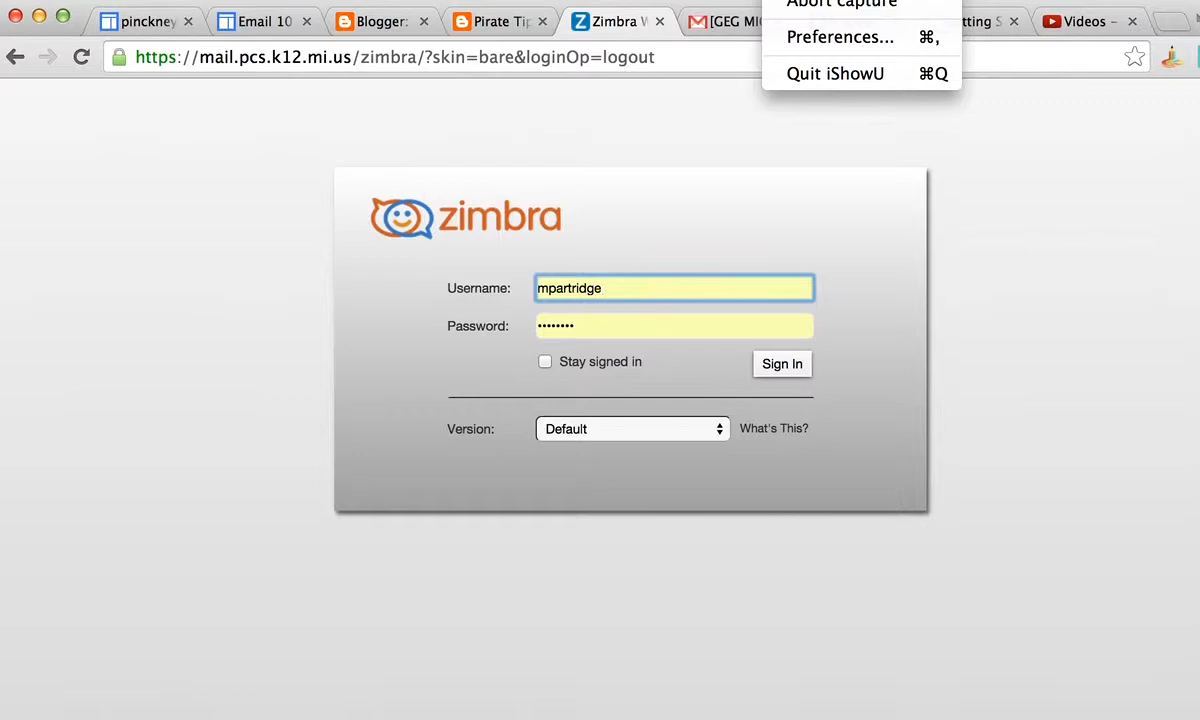 Abort capture
pinckney
Email 10
Blogger:
Pirate Tip
Zimbra W
[GEG MI
tting S
Videos -
Preferences... ⌘,
https://mail.pcs.k12.mi.us/zimbra/?skin=bare&loginOp=logout
Quit iShowU ⌘Q
zimbra
Username: mpartridge
Password: ••••••••
Stay signed in
Sign In
Version: Default What's This?